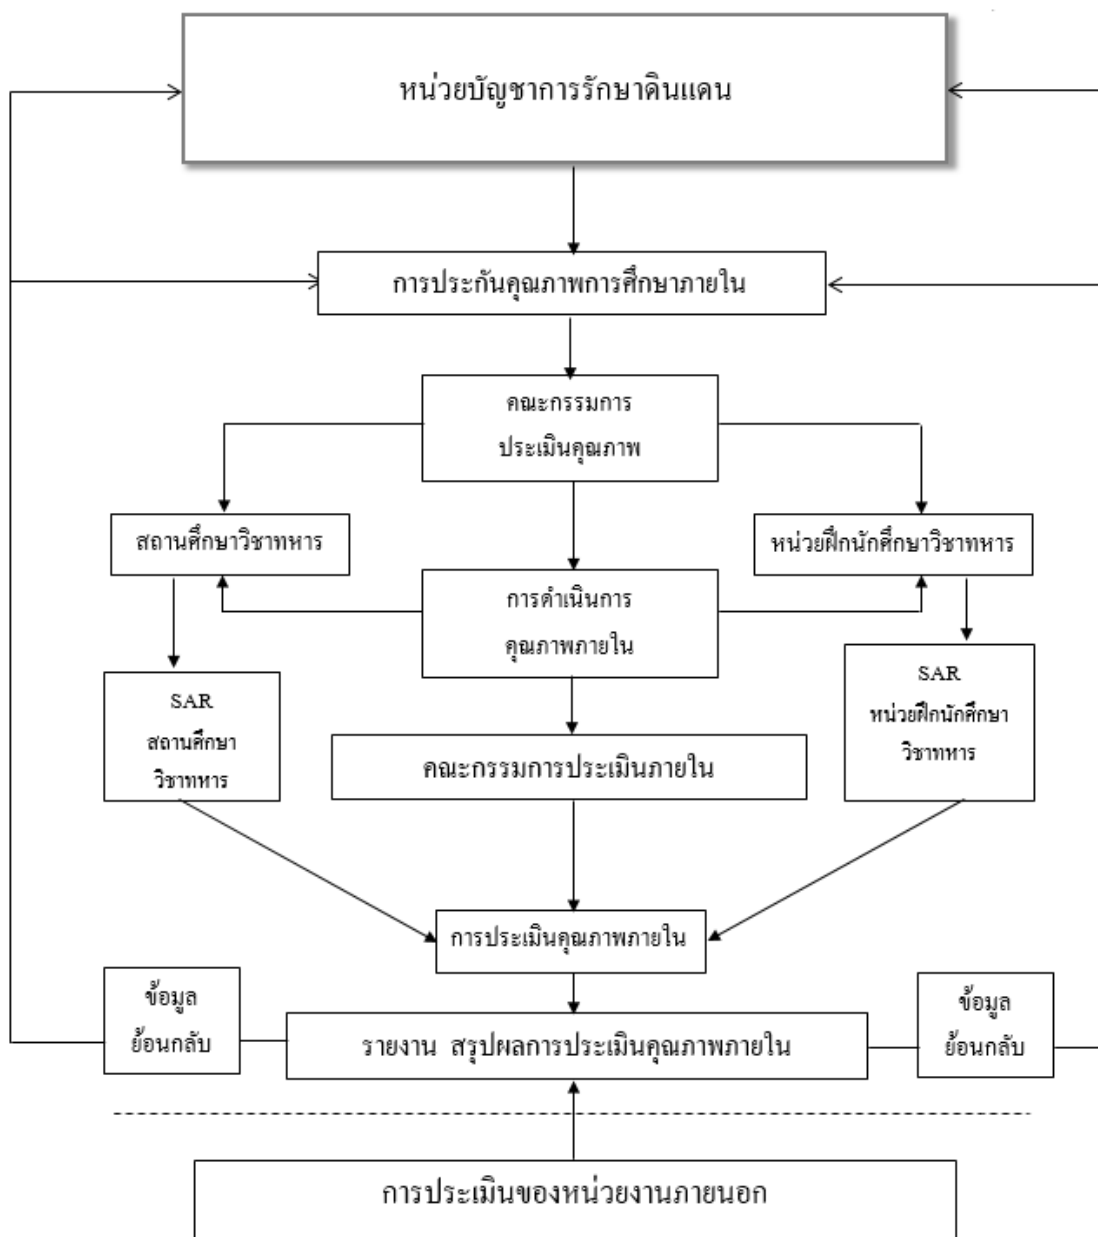 หน่วยบัญชาการรักษาดินแดน
การประกันคุณภาพการศึกษาภายใน
คณะกรรมการ
ประเมินคุณภาพ
สถานศึกษาวิชาทหาร
หน่วยฝึกนักศึกษาวิชาทหาร
การดำเนินการ
คุณภาพภายใน
SAR
สถานศึกษา
วิชาทหาร
SAR
หน่วยฝึกนักศึกษา
วิชาทหาร
คณะกรรมการประเมินภายใน
การประเมินคุณภาพภายใน
ข้อมูล
ย้อนกลับ
รายงาน สรุปผลการประเมินคุณภาพภายใน
ข้อมูล
ย้อนกลับ
การประเมินของหน่วยงานภายนอก